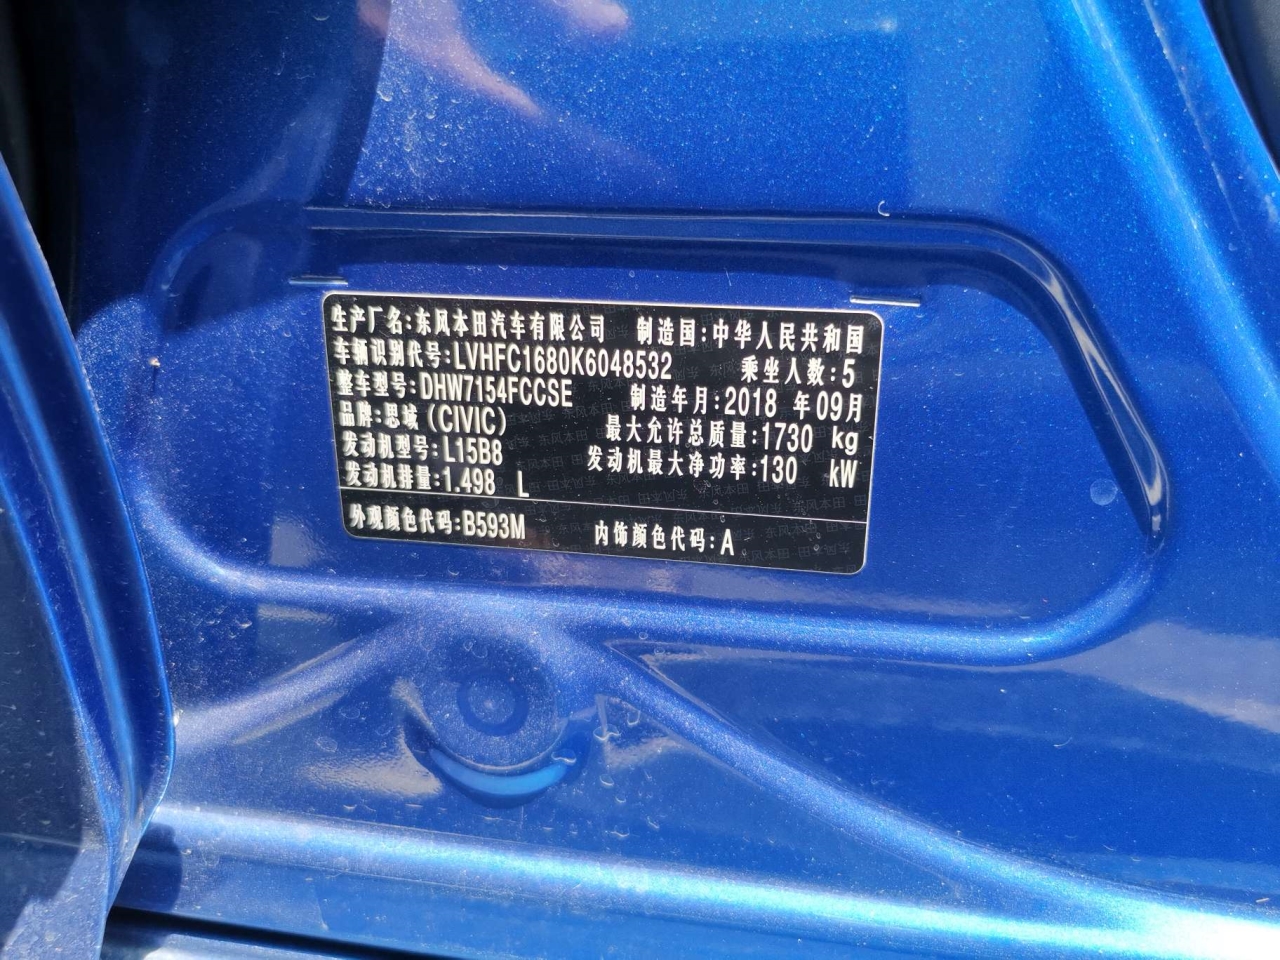 生产厂名:东风本田汽车有限公司 制造国:中华人民共和国
车辆识别代号:LVHFC1680K6048532 乘坐人数:5
整车型号:DHW7154FCCSE 制造年月:2018 年09月
品牌:思域(CIVIC) 最大允许总质量:1730 kg
发动机型号:L15B8 发动机最大净功率:130 kW
发动机排量:1.498 L
外观颜色代码:B593M 内饰颜色代码:A